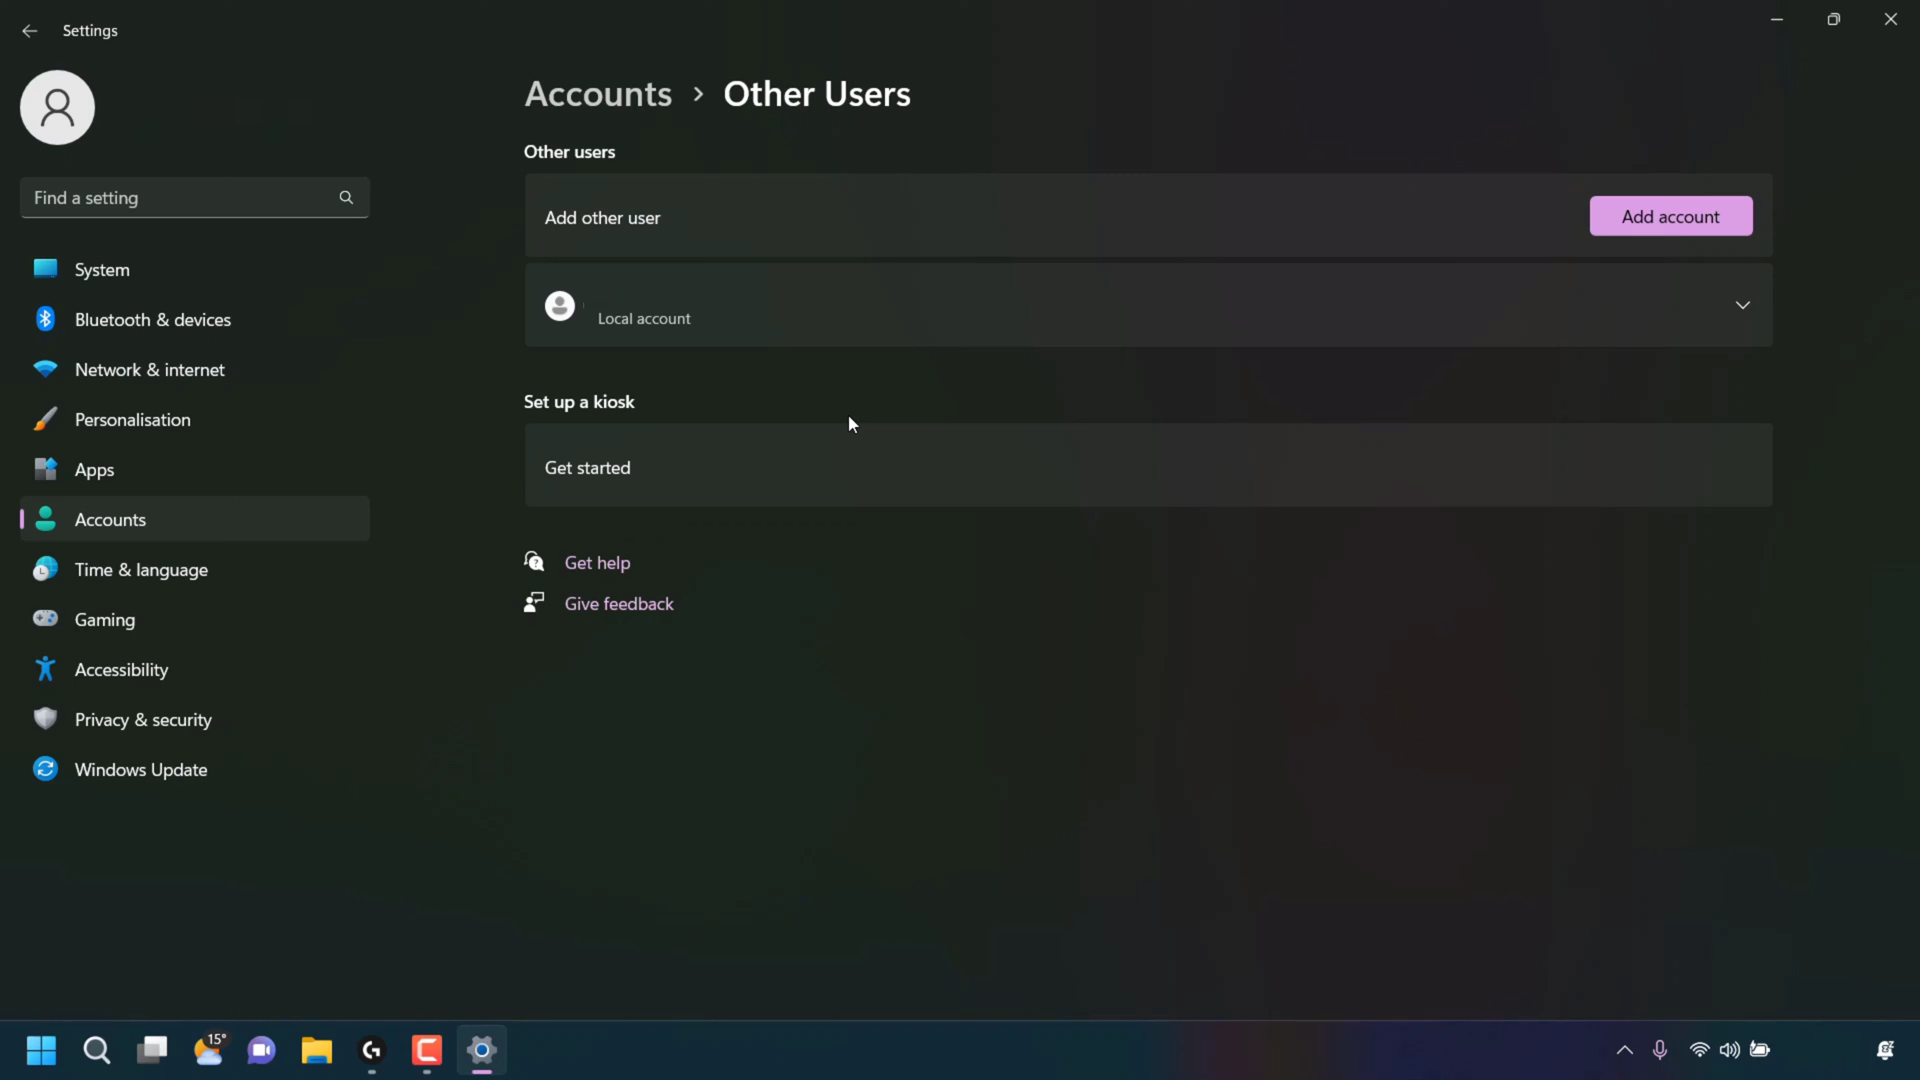 Settings
Find a setting
System
Bluetooth & devices
Network & internet
Personalisation
Apps
Accounts
Time & language
Gaming
Accessibility
Privacy & security
Windows Update
Accounts > Other Users
Other users
Add other user
Add account
Local account
Set up a kiosk
Get started
Get help
Give feedback
15°